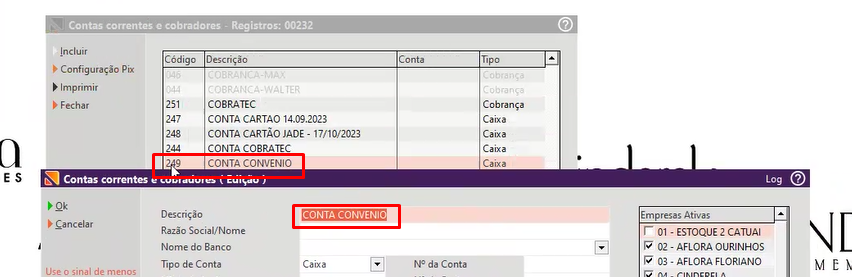 Contas correntes e cobradores - Registros: 00232
Incluir
Configuração Pix
Imprimir
Fechar
Código Descrição Conta Tipo
046 COBRANCA-MAX Cobrança
044 COBRANCA-WALTER Cobrança
251 COBRATEC Cobrança
247 CONTA CARTAO 14.09.2023 Caixa
248 CONTA CARTÃO JADE - 17/10/2023 Caixa
244 CONTA COBRATEC Caixa
249 CONTA CONVENIO Caixa
Contas correntes e cobradores ( Edição ) Log
Ok
Cancelar
Use o sinal de menos
Descrição CONTA CONVENIO
Razão Social/Nome
Nome do Banco
Tipo de Conta Caixa Nº da Conta
Empresas Ativas
01 - ESTOQUE 2 CATUAI
02 - AFLORA OURINHOS
03 - AFLORA FLORIANO
04 - CINDERELA